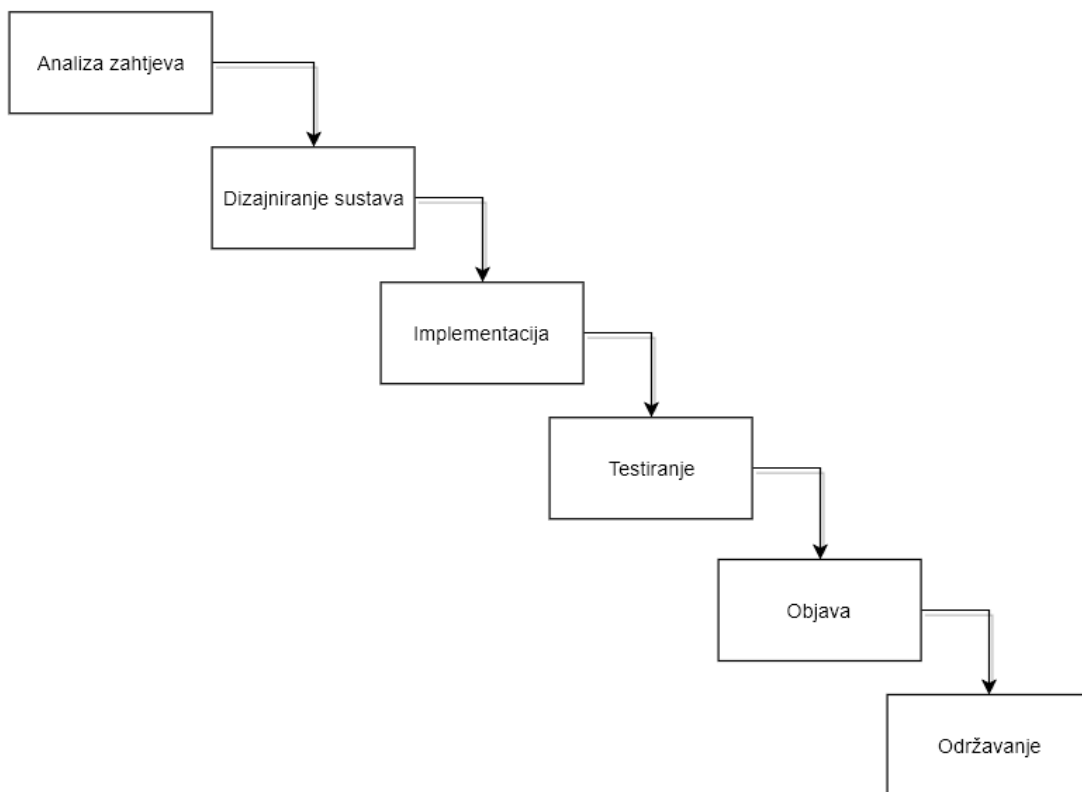 Analiza zahtjeva
Dizajniranje sustava
Implementacija
Testiranje
Objava
Održavanje